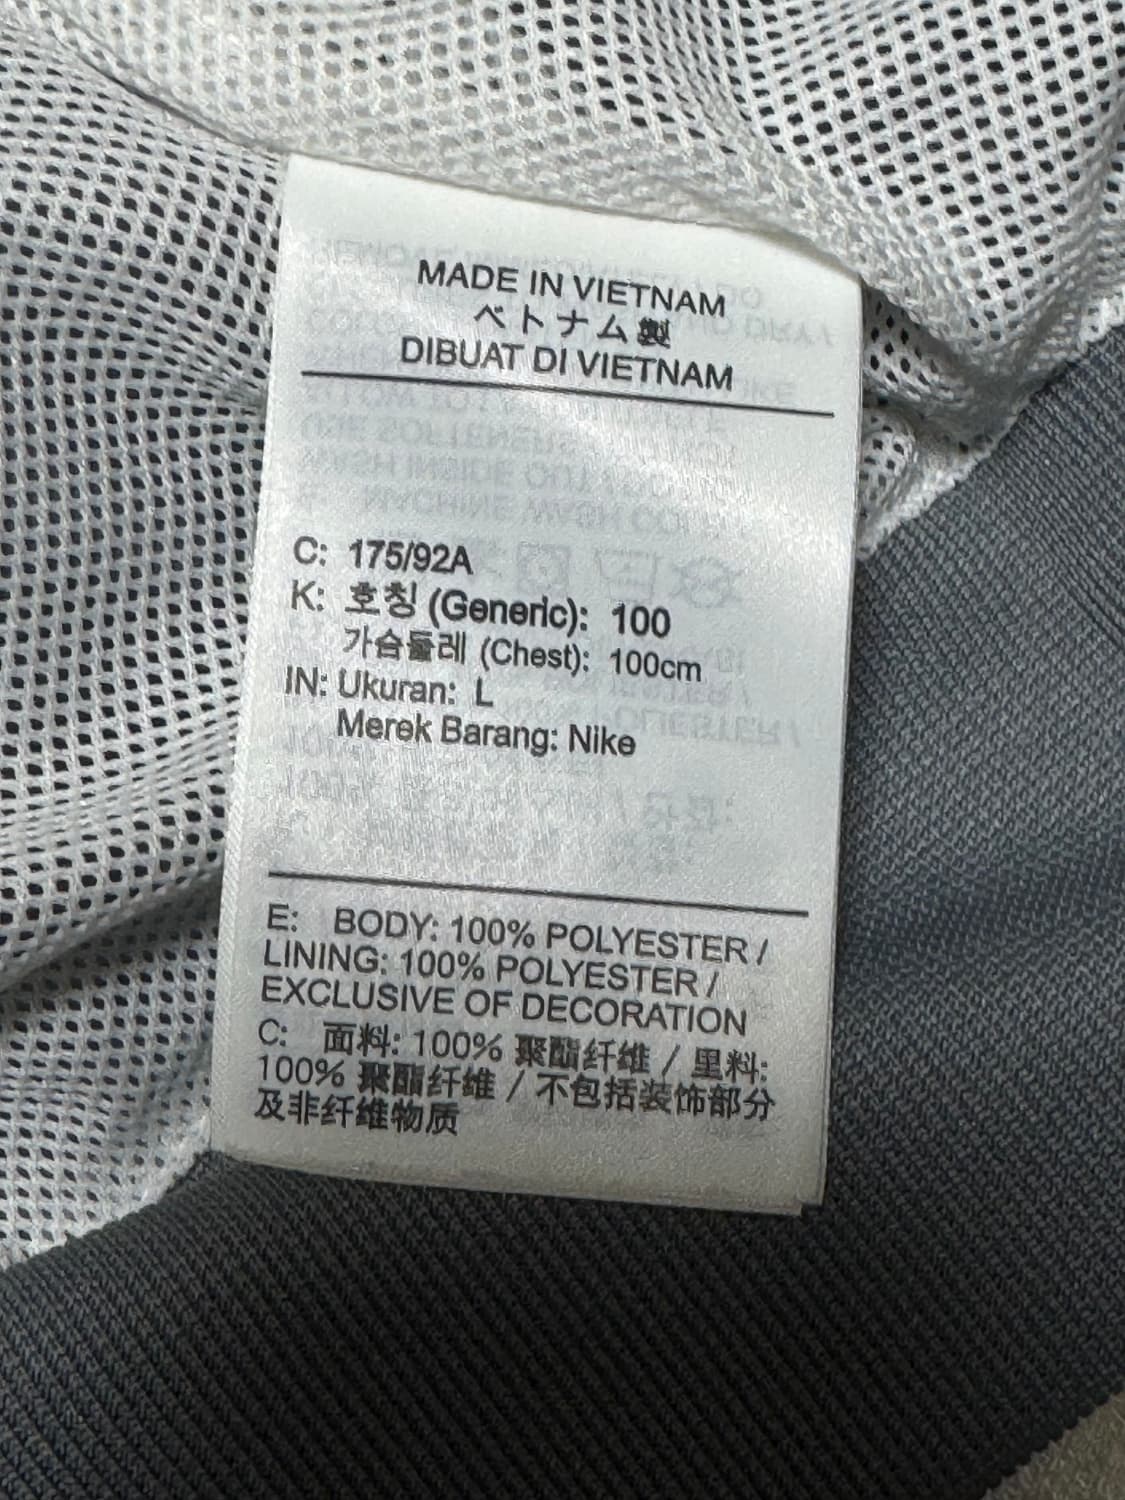 MADE IN VIETNAM
ベトナム製
DIBUAT DI VIETNAM
C: 175/92A
K: 호칭 (Generic): 100
가슴둘레 (Chest): 100cm
IN: Ukuran: L
Merek Barang: Nike
E: BODY: 100% POLYESTER /
LINING: 100% POLYESTER /
EXCLUSIVE OF DECORATION
C: 面料: 100% 聚酯纤维 / 里料:
100% 聚酯纤维 / 不包括装饰部分
及非纤维物质